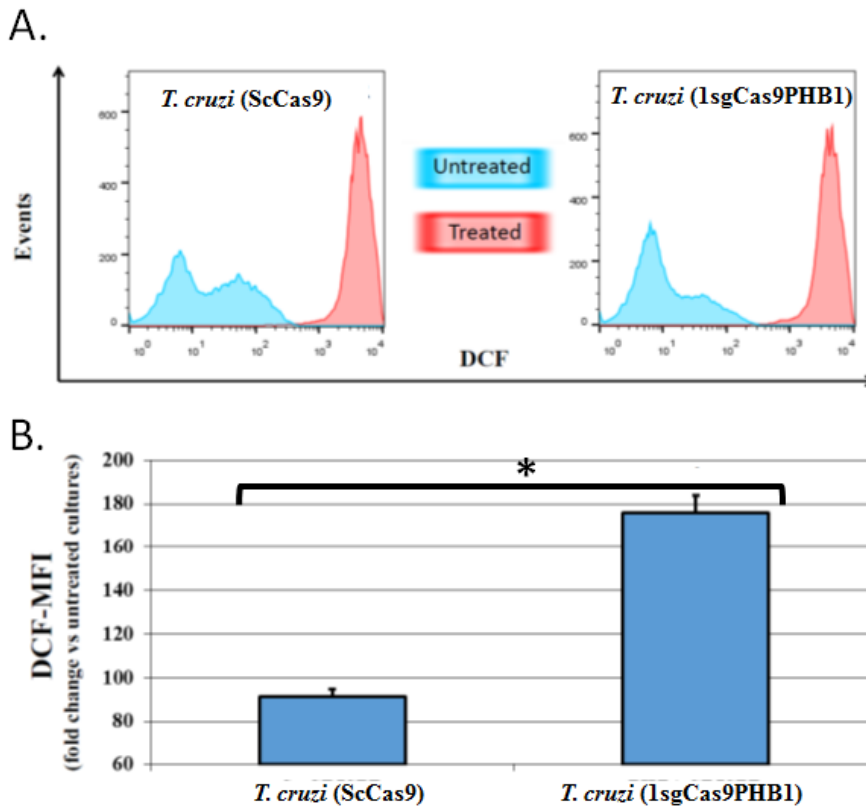 A.
T. cruzi (ScCas9)
T. cruzi (1sgCas9PHB1)
Untreated
Treated
Events
600
400
200
0
10^0 10^1 10^2 10^3 10^4
600
400
200
0
10^0 10^1 10^2 10^3 10^4
DCF
B.
*
DCF-MFI
(fold change vs untreated cultures)
200
180
160
140
120
100
80
60
T. cruzi (ScCas9)
T. cruzi (1sgCas9PHB1)